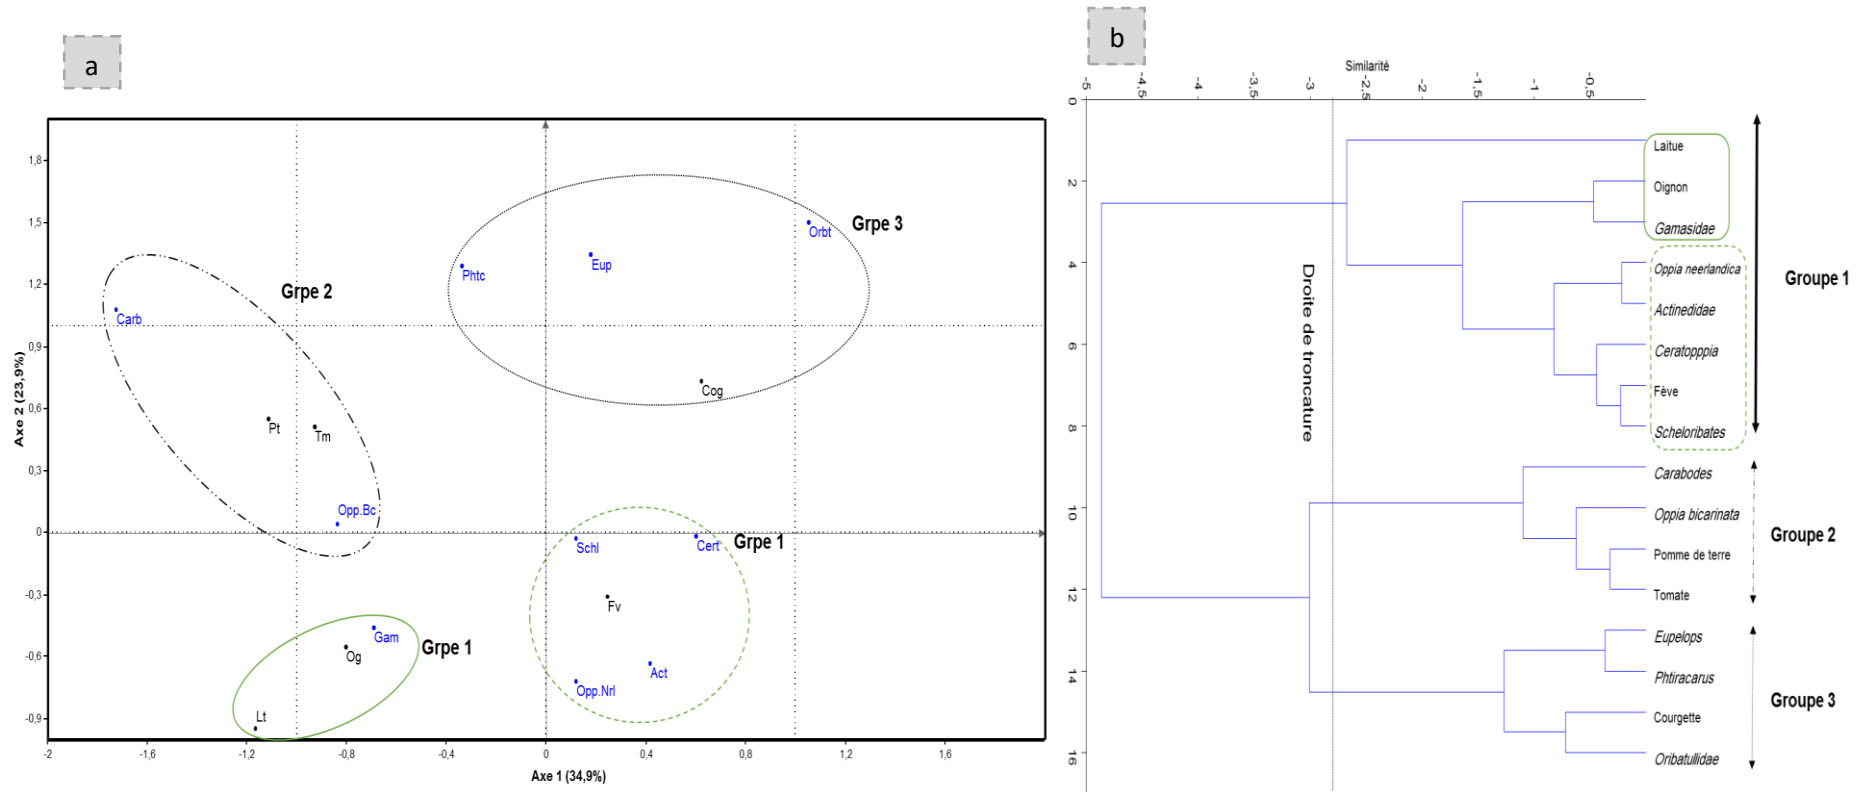 a
1,8
1,5
1,2
0,9
0,6
0,3
0
-0,3
-0,6
-0,9
Axe 2 (23,9%)
-2
-1,6
-1,2
-0,8
-0,4
0
0,4
0,8
1,2
1,6
Axe 1 (34,9%)
Orbt
Grpe 3
Eup
Phtc
Grpe 2
Carb
Cog
Pt
Tm
Opp.Bc
Schl
Cert
Grpe 1
Fv
Gam
Grpe 1
Og
Act
Opp.Nrl
Lt
b
Similarité
-5
-4,5
-4
-3,5
-3
-2,5
-2
-1,5
-1
-0,5
0
2
4
6
8
10
12
14
16
Droite de troncature
Laitue
Oignon
Gamasidae
Oppia neerlandica
Actinedidae
Ceratopppia
Fève
Scheloribates
Groupe 1
Carabodes
Oppia bicarinata
Pomme de terre
Tomate
Groupe 2
Eupelops
Phtiracarus
Courgette
Oribatullidae
Groupe 3